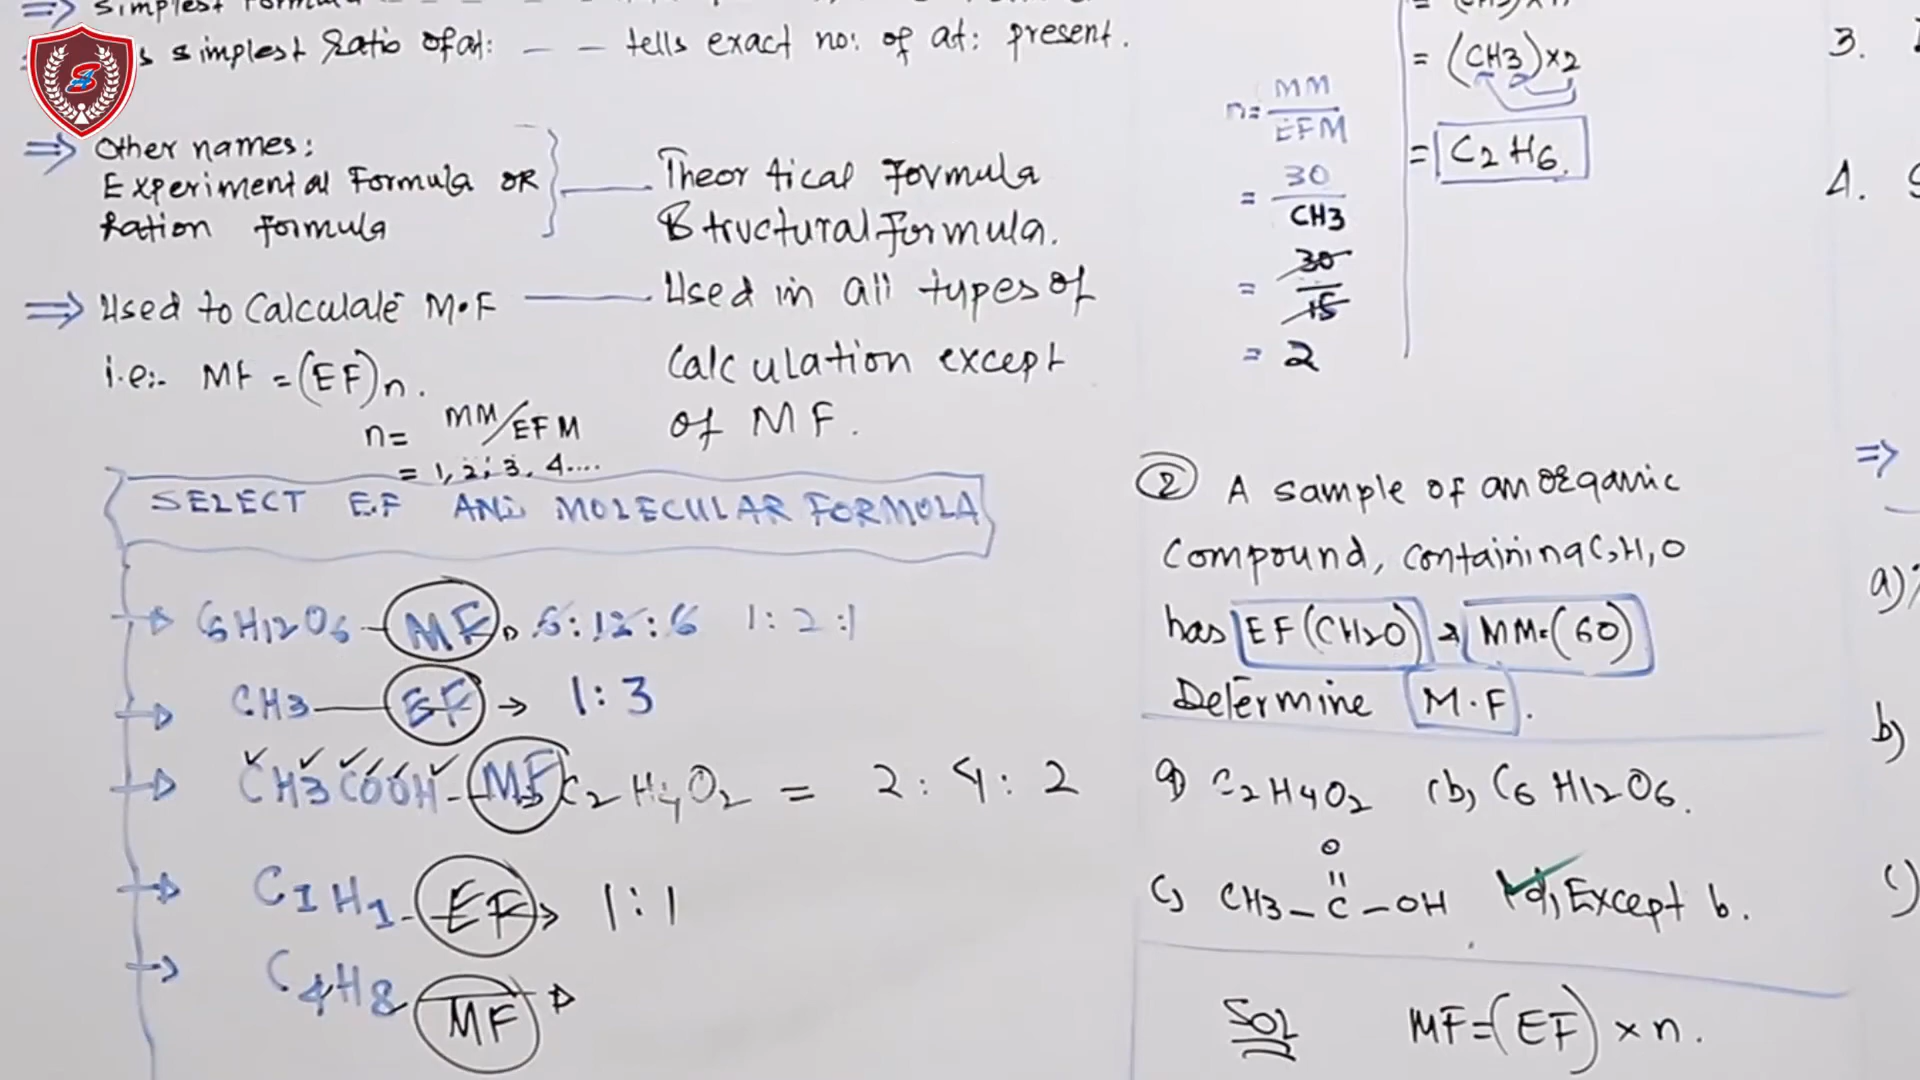 ⇒ simplest Formula
s simplest Ratio of at: — — tells exact no: of at: present.
⇒ Other names:
Experimental Formula OR
Ration formula
Theortical Formula
Structural Formula.
⇒ Used to Calculate M.F
i.e:- MF = (EF)n.
n= MM/EFM
= 1, 2, 3, 4....
Used in all types of
Calculation except
of MF.
SELECT E.F AND MOLECULAR FORMOLA
C6H12O6 - MF. 6:12:6 1:2:1
CH3 — EF → 1:3
CH3COOH - MF → C2H4O2 = 2:4:2
C1H1 - EF → 1:1
C4H8 MF →
n= MM/EFM
= 30/CH3
= 30/15
= 2
= (CH3)×2
= C2H6.
② A sample of an organic
Compound, containing C,H,O
has EF(CH2O) & MM=(60)
Determine M.F.
a) C2H4O2 (b, C6H12O6.
O
||
c) CH3–C–OH (d, Except b.
Sol MF=(EF)×n.
3.
4.
⇒
a)
b)
c)